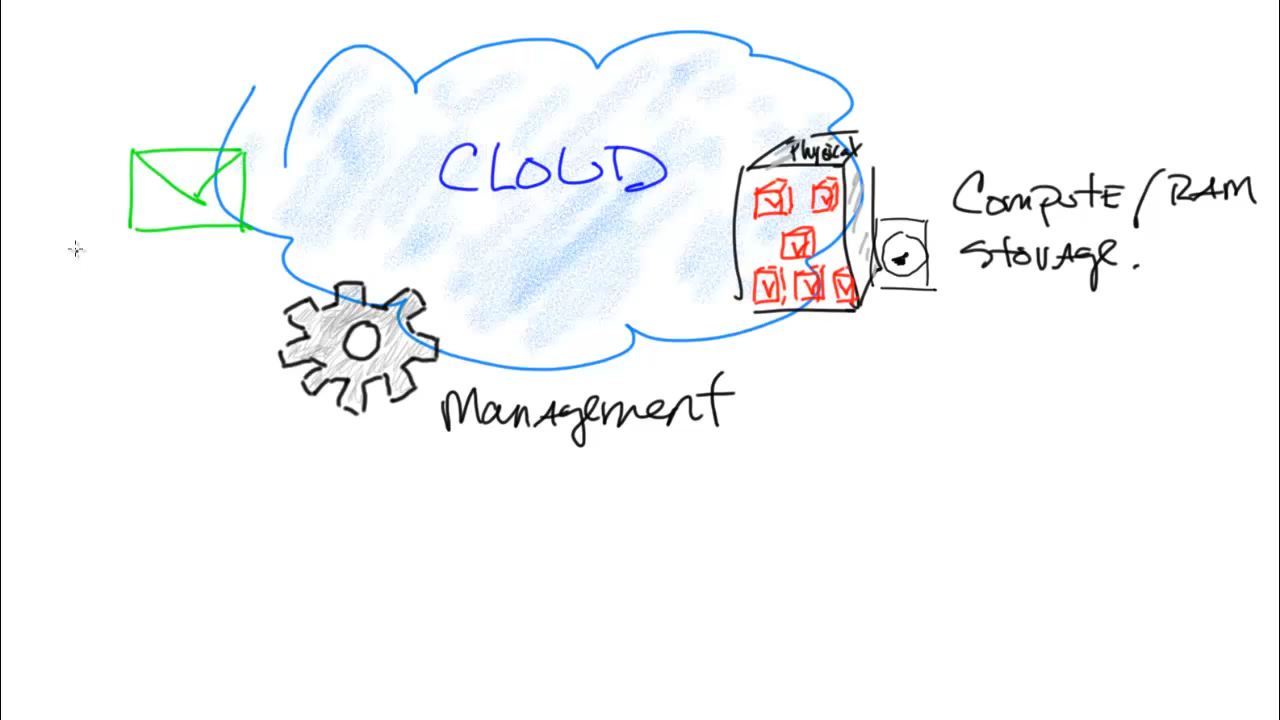 CLOUD
Physical
Compute / RAM
Storage.
Management
V V
V
V V V